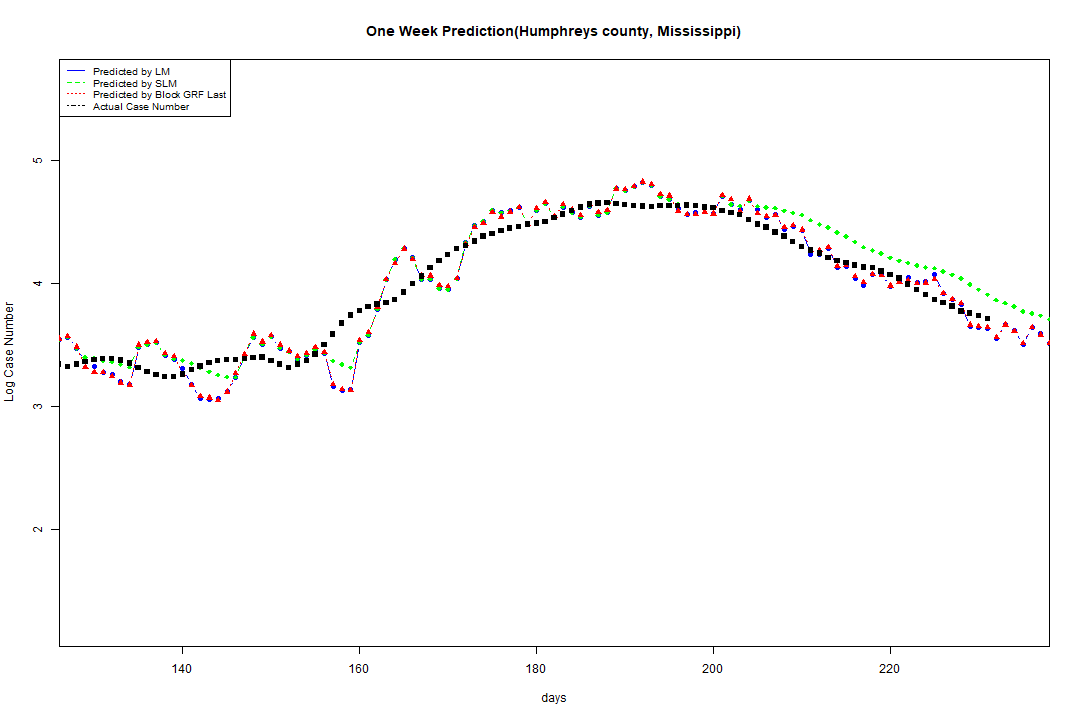 One Week Prediction(Humphreys county, Mississippi)
Predicted by LM
Predicted by SLM
Predicted by Block GRF Last
Actual Case Number
5
4
3
2
Log Case Number
140 160 180 200 220
days